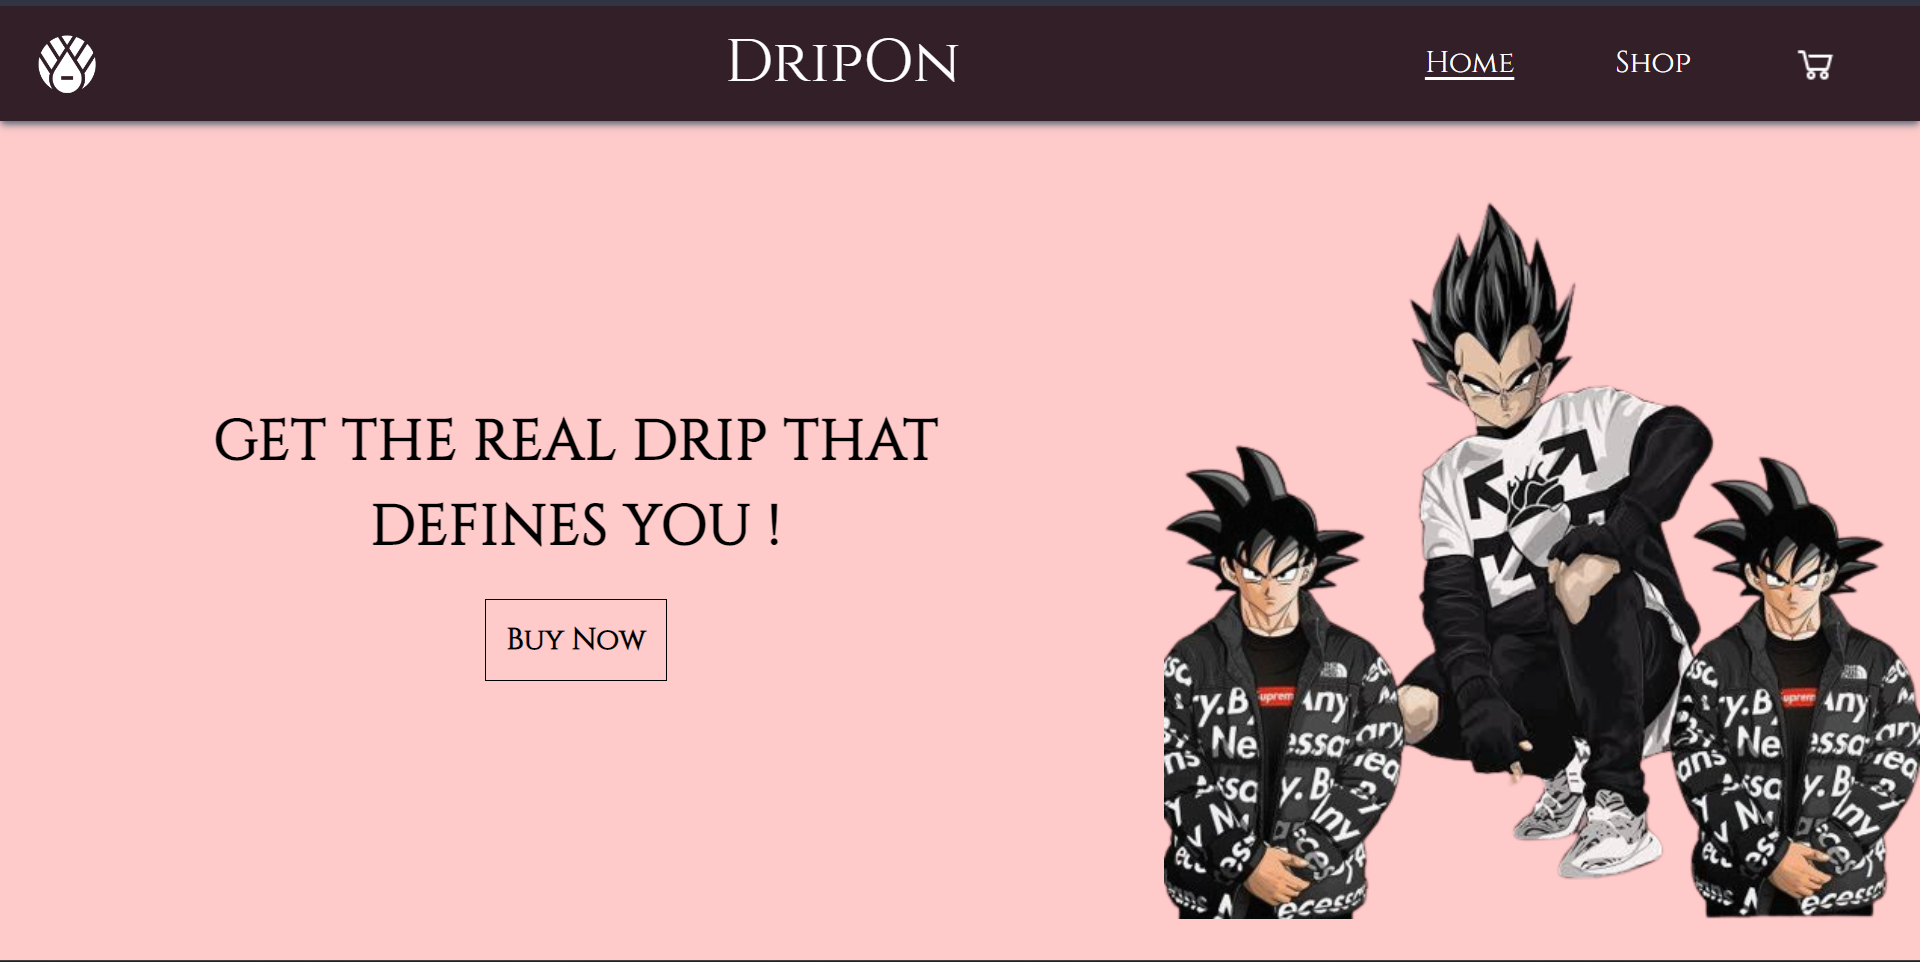 DripOn
Home
Shop
GET THE REAL DRIP THAT
DEFINES YOU !
Buy Now